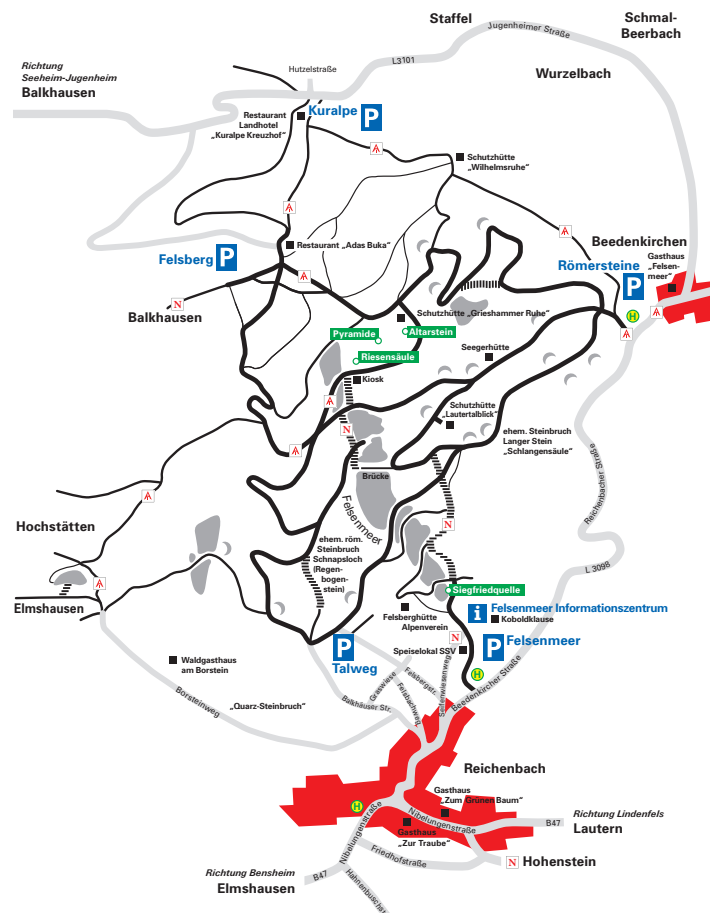 Staffel
Schmal-
Beerbach
Jugenheimer Straße
L3101
Wurzelbach
Richtung
Seeheim-Jugenheim
Balkhausen
Hutzelstraße
Restaurant
Landhotel
„Kuralpe Kreuzhof“
Kuralpe
P
Schutzhütte
„Wilhelmsruhe“
Restaurant „Adas Buka“
Felsberg
P
Beedenkirchen
Gasthaus
„Felsen-
meer“
Römersteine
P
H
N
Balkhausen
Schutzhütte „Grieshammer Ruhe“
Pyramide
Altarstein
Riesensäule
Seegerhütte
Kiosk
Schutzhütte
„Lautertalblick“
N
ehem. Steinbruch
Langer Stein
„Schlangensäule“
Brücke
Felsenmeer
Reichenbacher Straße
N
Hochstätten
ehem. röm.
Steinbruch
Schnapsloch
(Regen-
bogen-
stein)
L 3098
Elmshausen
Siegfriedquelle
Felsberghütte
Alpenverein
i
Felsenmeer Informationszentrum
Koboldklause
N
P
Felsenmeer
Speiselokal SSV
P
Talweg
H
Waldgasthaus
am Borstein
Borsteinweg
„Quarz-Steinbruch“
Graswiese
Felsbergstr.
Felsbachweg
Seifenwiesenweg
Balkhäuser Str.
Beedenkircher Straße
Reichenbach
H
Gasthaus
„Zum Grünen Baum“
Nibelungenstraße
Gasthaus
„Zur Traube“
Nibelungenstraße
B47
Richtung Lindenfels
Lautern
Friedhofstraße
N
Hohenstein
Richtung Bensheim
Elmshausen
B47
Hahnenbuscher